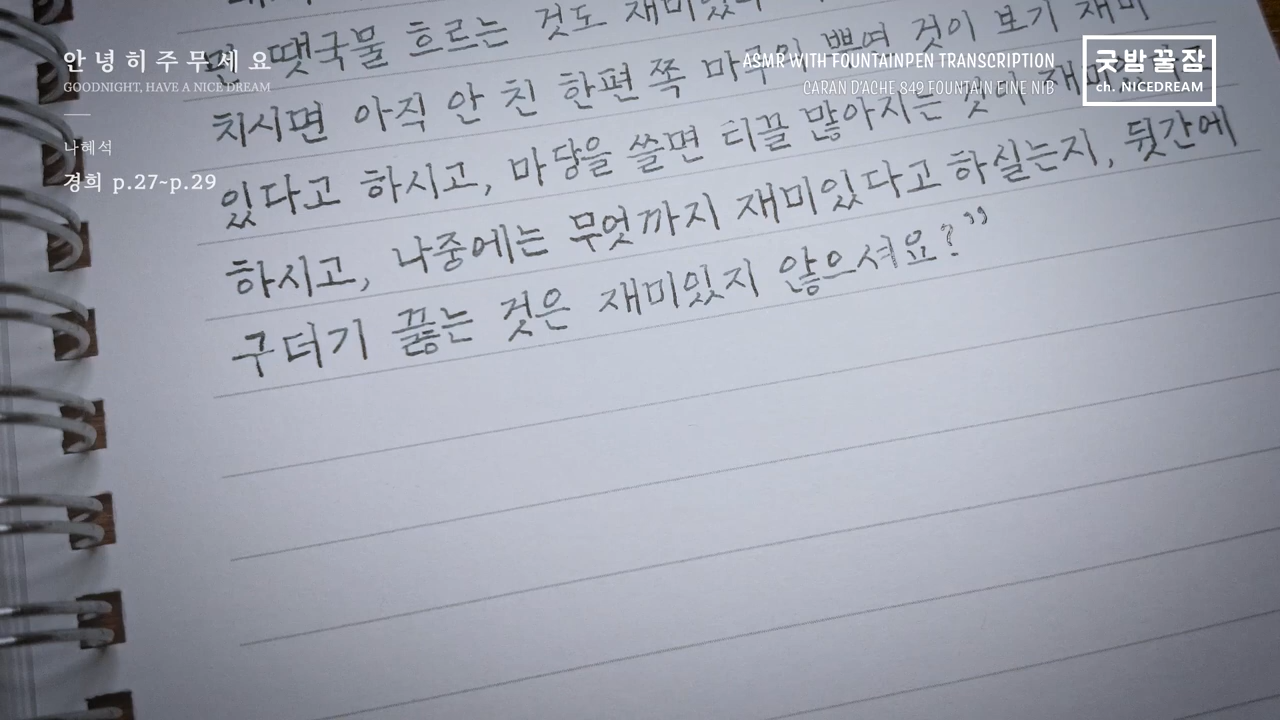 안녕히주무세요
GOODNIGHT, HAVE A NICE DREAM
나혜석
경희 p.27~p.29
ASMR WITH FOUNTAINPEN TRANSCRIPTION
CARAN D'ACHE 849 FOUNTAIN FINE NIB
굿밤꿀잠
ch. NICEDREAM
땟국물 흐르는 것도 재미있
치시면 아직 안 친 한편 쪽 마루의 뽀여 것이 보기 재미
있다고 하시고, 마당을 쓸면 티끌 많아지는 것이 재미
하시고, 나중에는 무엇까지 재미있다고 하실는지, 뒷간에
구더기 끓는 것은 재미있지 않으셔요?”